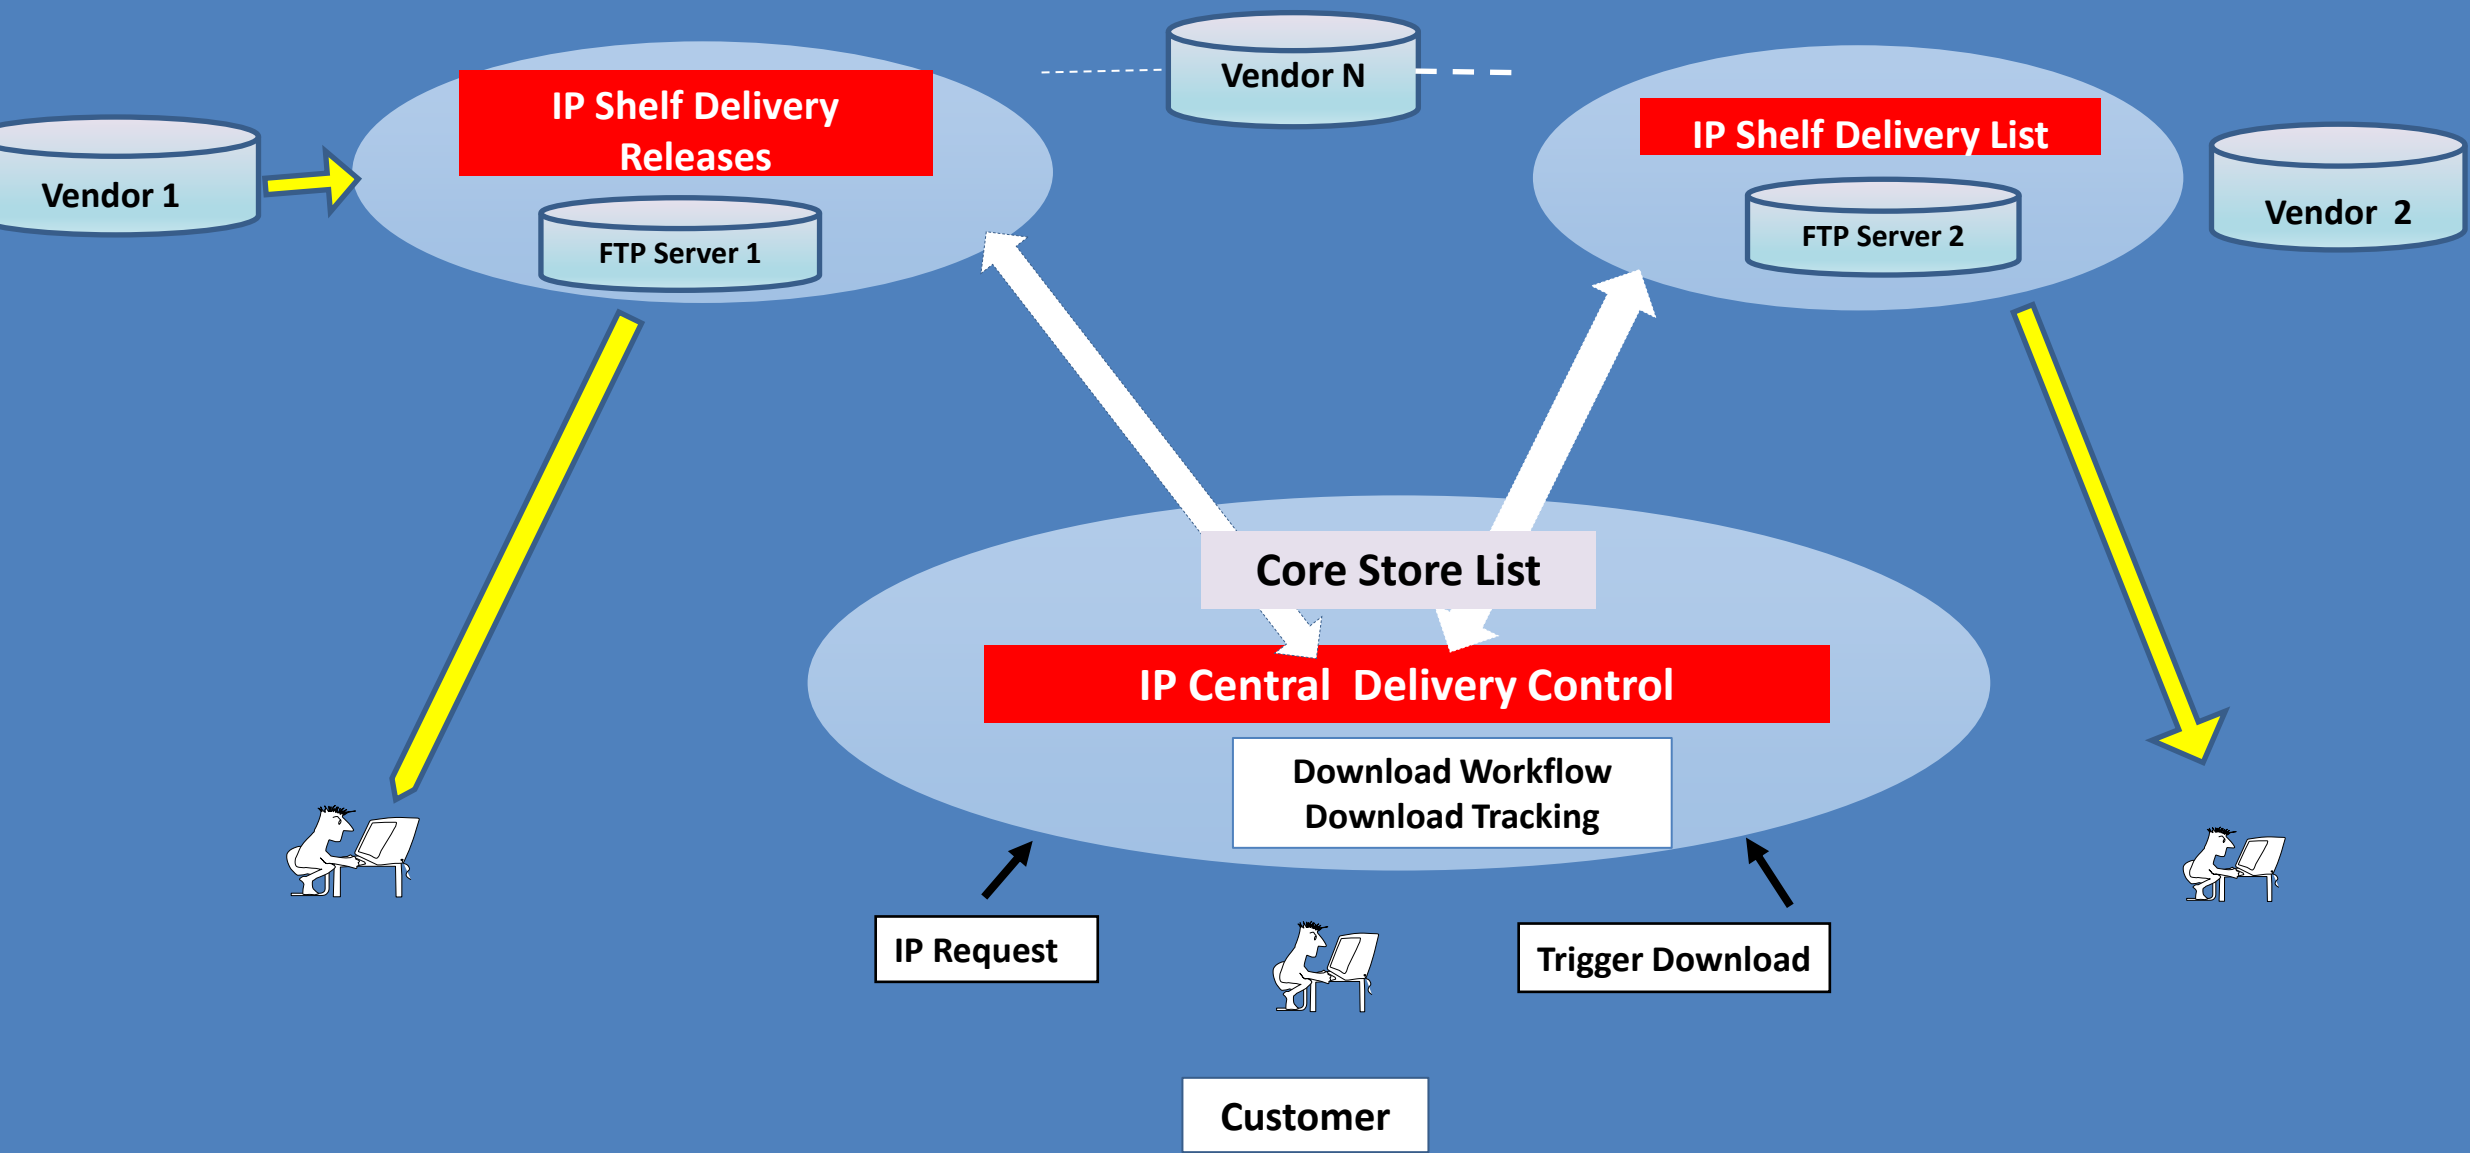 Vendor N
IP Shelf Delivery
Releases
IP Shelf Delivery List
Vendor 1
Vendor  2
FTP Server 1
FTP Server 2
Core Store List
IP Central  Delivery Control
Download Workflow
Download Tracking
IP Request
Trigger Download
Customer